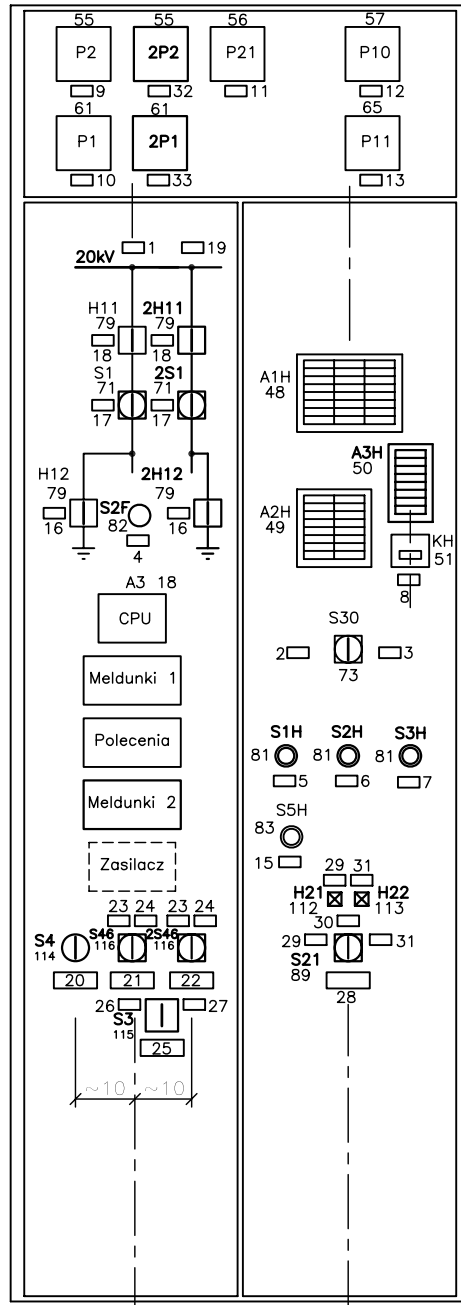 55 55 56 57
P2 2P2 P21 P10
9 32 11 12
61 61 65
P1 2P1 P11
10 33 13
1 19
20kV
H11 2H11
79 79
18 18
S1 2S1
71 71
17 17
H12 2H12
79 S2F 79
16 82 16
4
A3 18
CPU
Meldunki 1
Polecenia
Meldunki 2
Zasilacz
23 24 23 24
S4 S46 2S46
114 116 116
20 21 22
26 27
S3
115
25
~10 ~10
A1H
48
A3H
50
A2H
49
KH
51
8
S30
2 3
73
S1H S2H S3H
81 81 81
5 6 7
S5H
83
15
29 31
H21 H22
112 113
30
29 31
S21
89
28